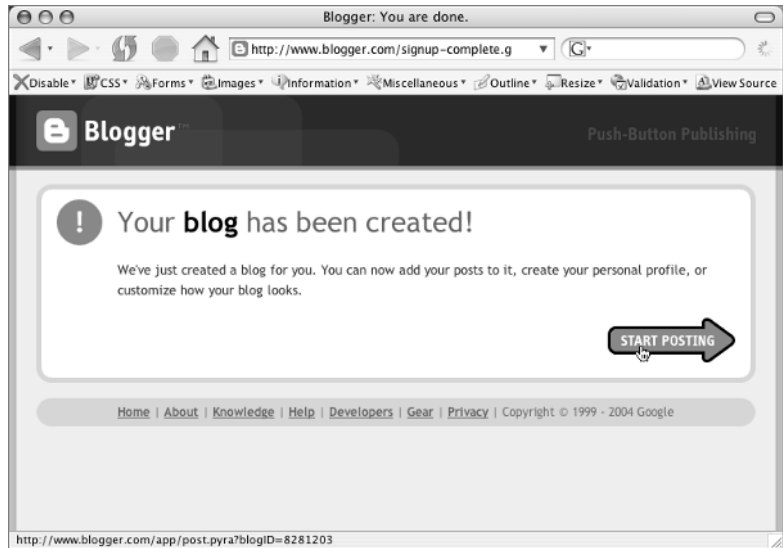 Blogger: You are done.
http://www.blogger.com/signup-complete.g
G
Disable CSS Forms Images Information Miscellaneous Outline Resize Validation View Source
Blogger™
Push-Button Publishing
! Your blog has been created!
We've just created a blog for you. You can now add your posts to it, create your personal profile, or
customize how your blog looks.
START POSTING
Home | About | Knowledge | Help | Developers | Gear | Privacy | Copyright © 1999 - 2004 Google
http://www.blogger.com/app/post.pyra?blogID=8281203